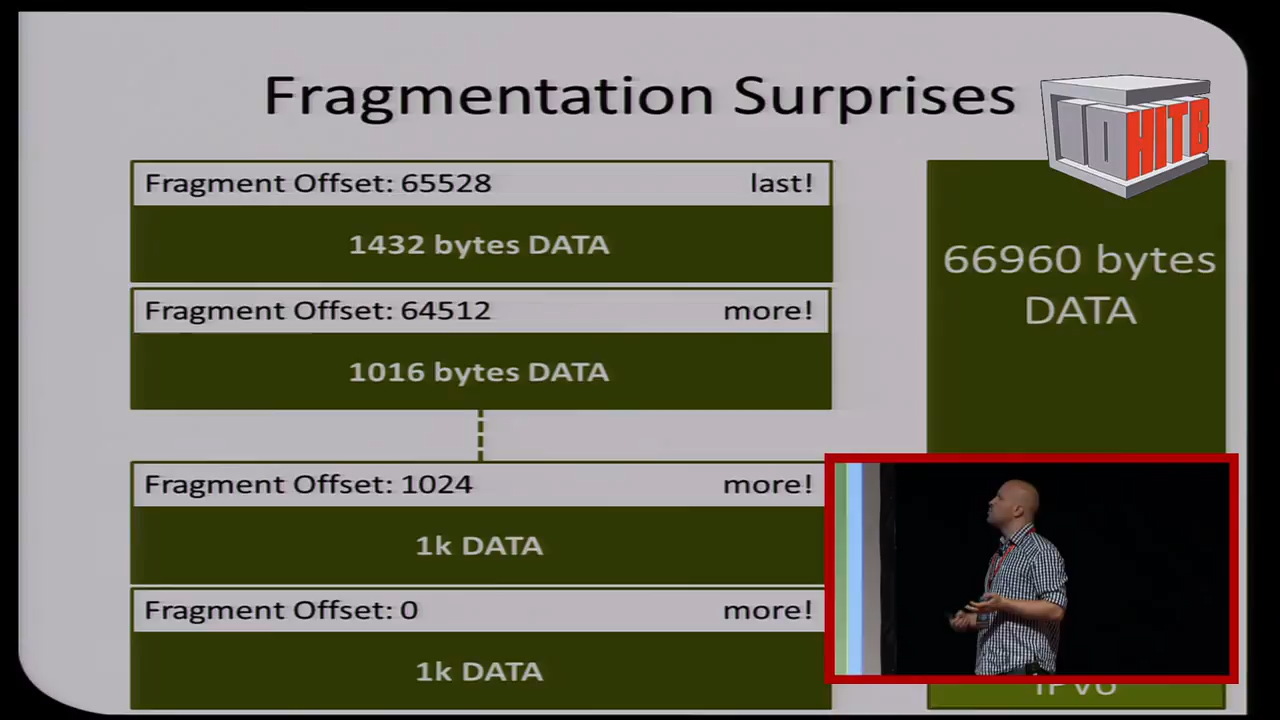 Fragmentation Surprises
HITB
Fragment Offset: 65528 last!
1432 bytes DATA
Fragment Offset: 64512 more!
1016 bytes DATA
Fragment Offset: 1024 more!
1k DATA
Fragment Offset: 0 more!
1k DATA
66960 bytes
DATA
IPv6